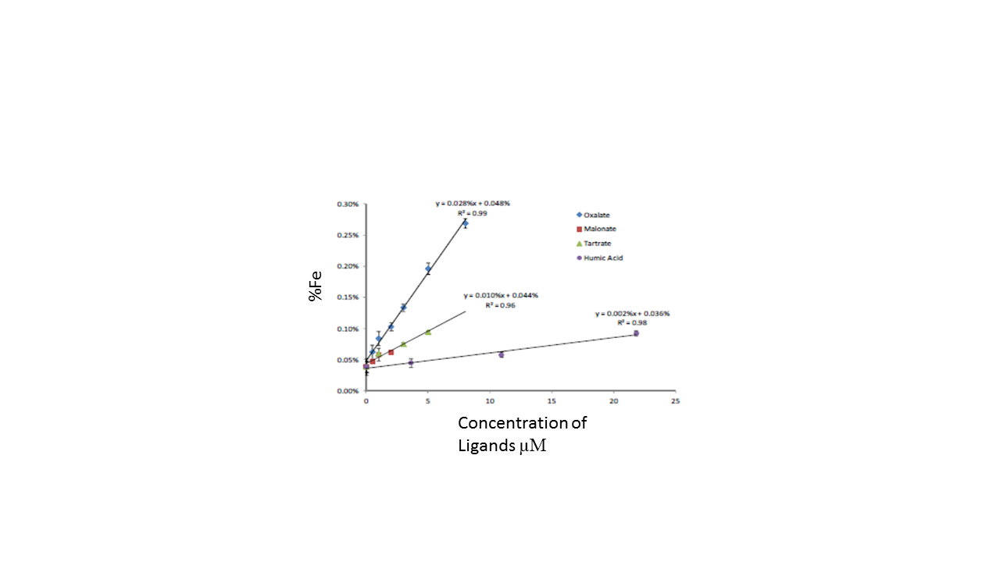 y = 0.028%x + 0.048%
R² = 0.99
0.30%
0.25%
0.20%
0.15%
0.10%
0.05%
0.00%
%Fe
Oxalate
Malonate
Tartrate
Humic Acid
y = 0.010%x + 0.044%
R² = 0.96
y = 0.002%x + 0.036%
R² = 0.98
0 5 10 15 20 25
Concentration of
Ligands µM